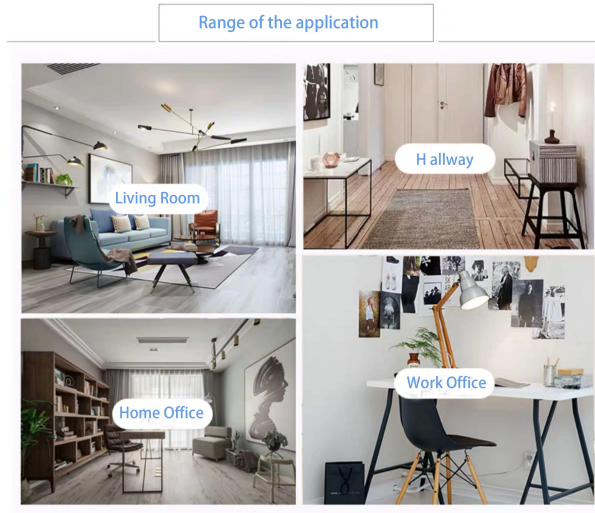 Range of the application
Living Room
H allway
Home Office
Work Office